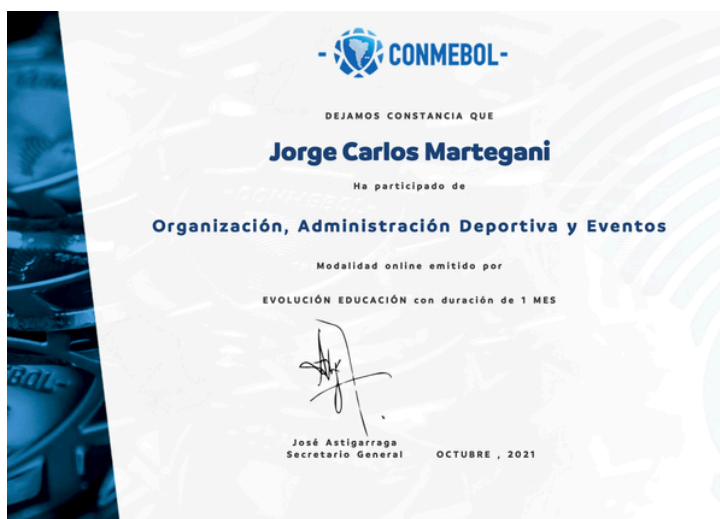 - CONMEBOL-
DEJAMOS CONSTANCIA QUE
Jorge Carlos Martegani
Ha participado de
Organización, Administración Deportiva y Eventos
Modalidad online emitido por
EVOLUCIÓN EDUCACIÓN con duración de 1 MES
José Astigarraga
Secretario General OCTUBRE , 2021